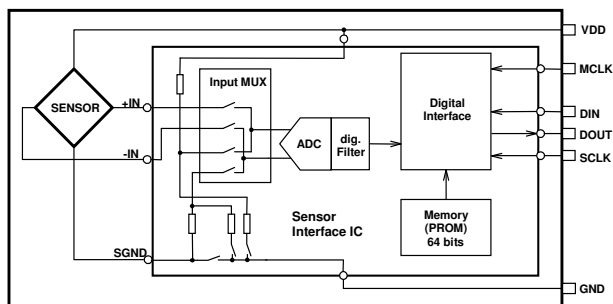 VDD
MCLK
Input MUX
SENSOR
+IN
Digital
Interface
DIN
DOUT
ADC
dig.
Filter
-IN
SCLK
Sensor
Interface IC
Memory
(PROM)
64 bits
SGND
GND